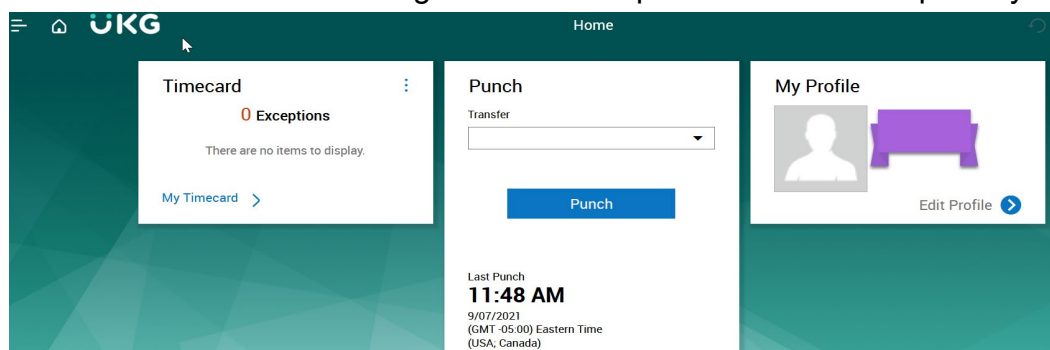 UKG
Home
Timecard
0 Exceptions
There are no items to display.
My Timecard
Punch
Transfer
Punch
Last Punch
11:48 AM
9/07/2021
(GMT -05:00) Eastern Time
(USA; Canada)
My Profile
Edit Profile